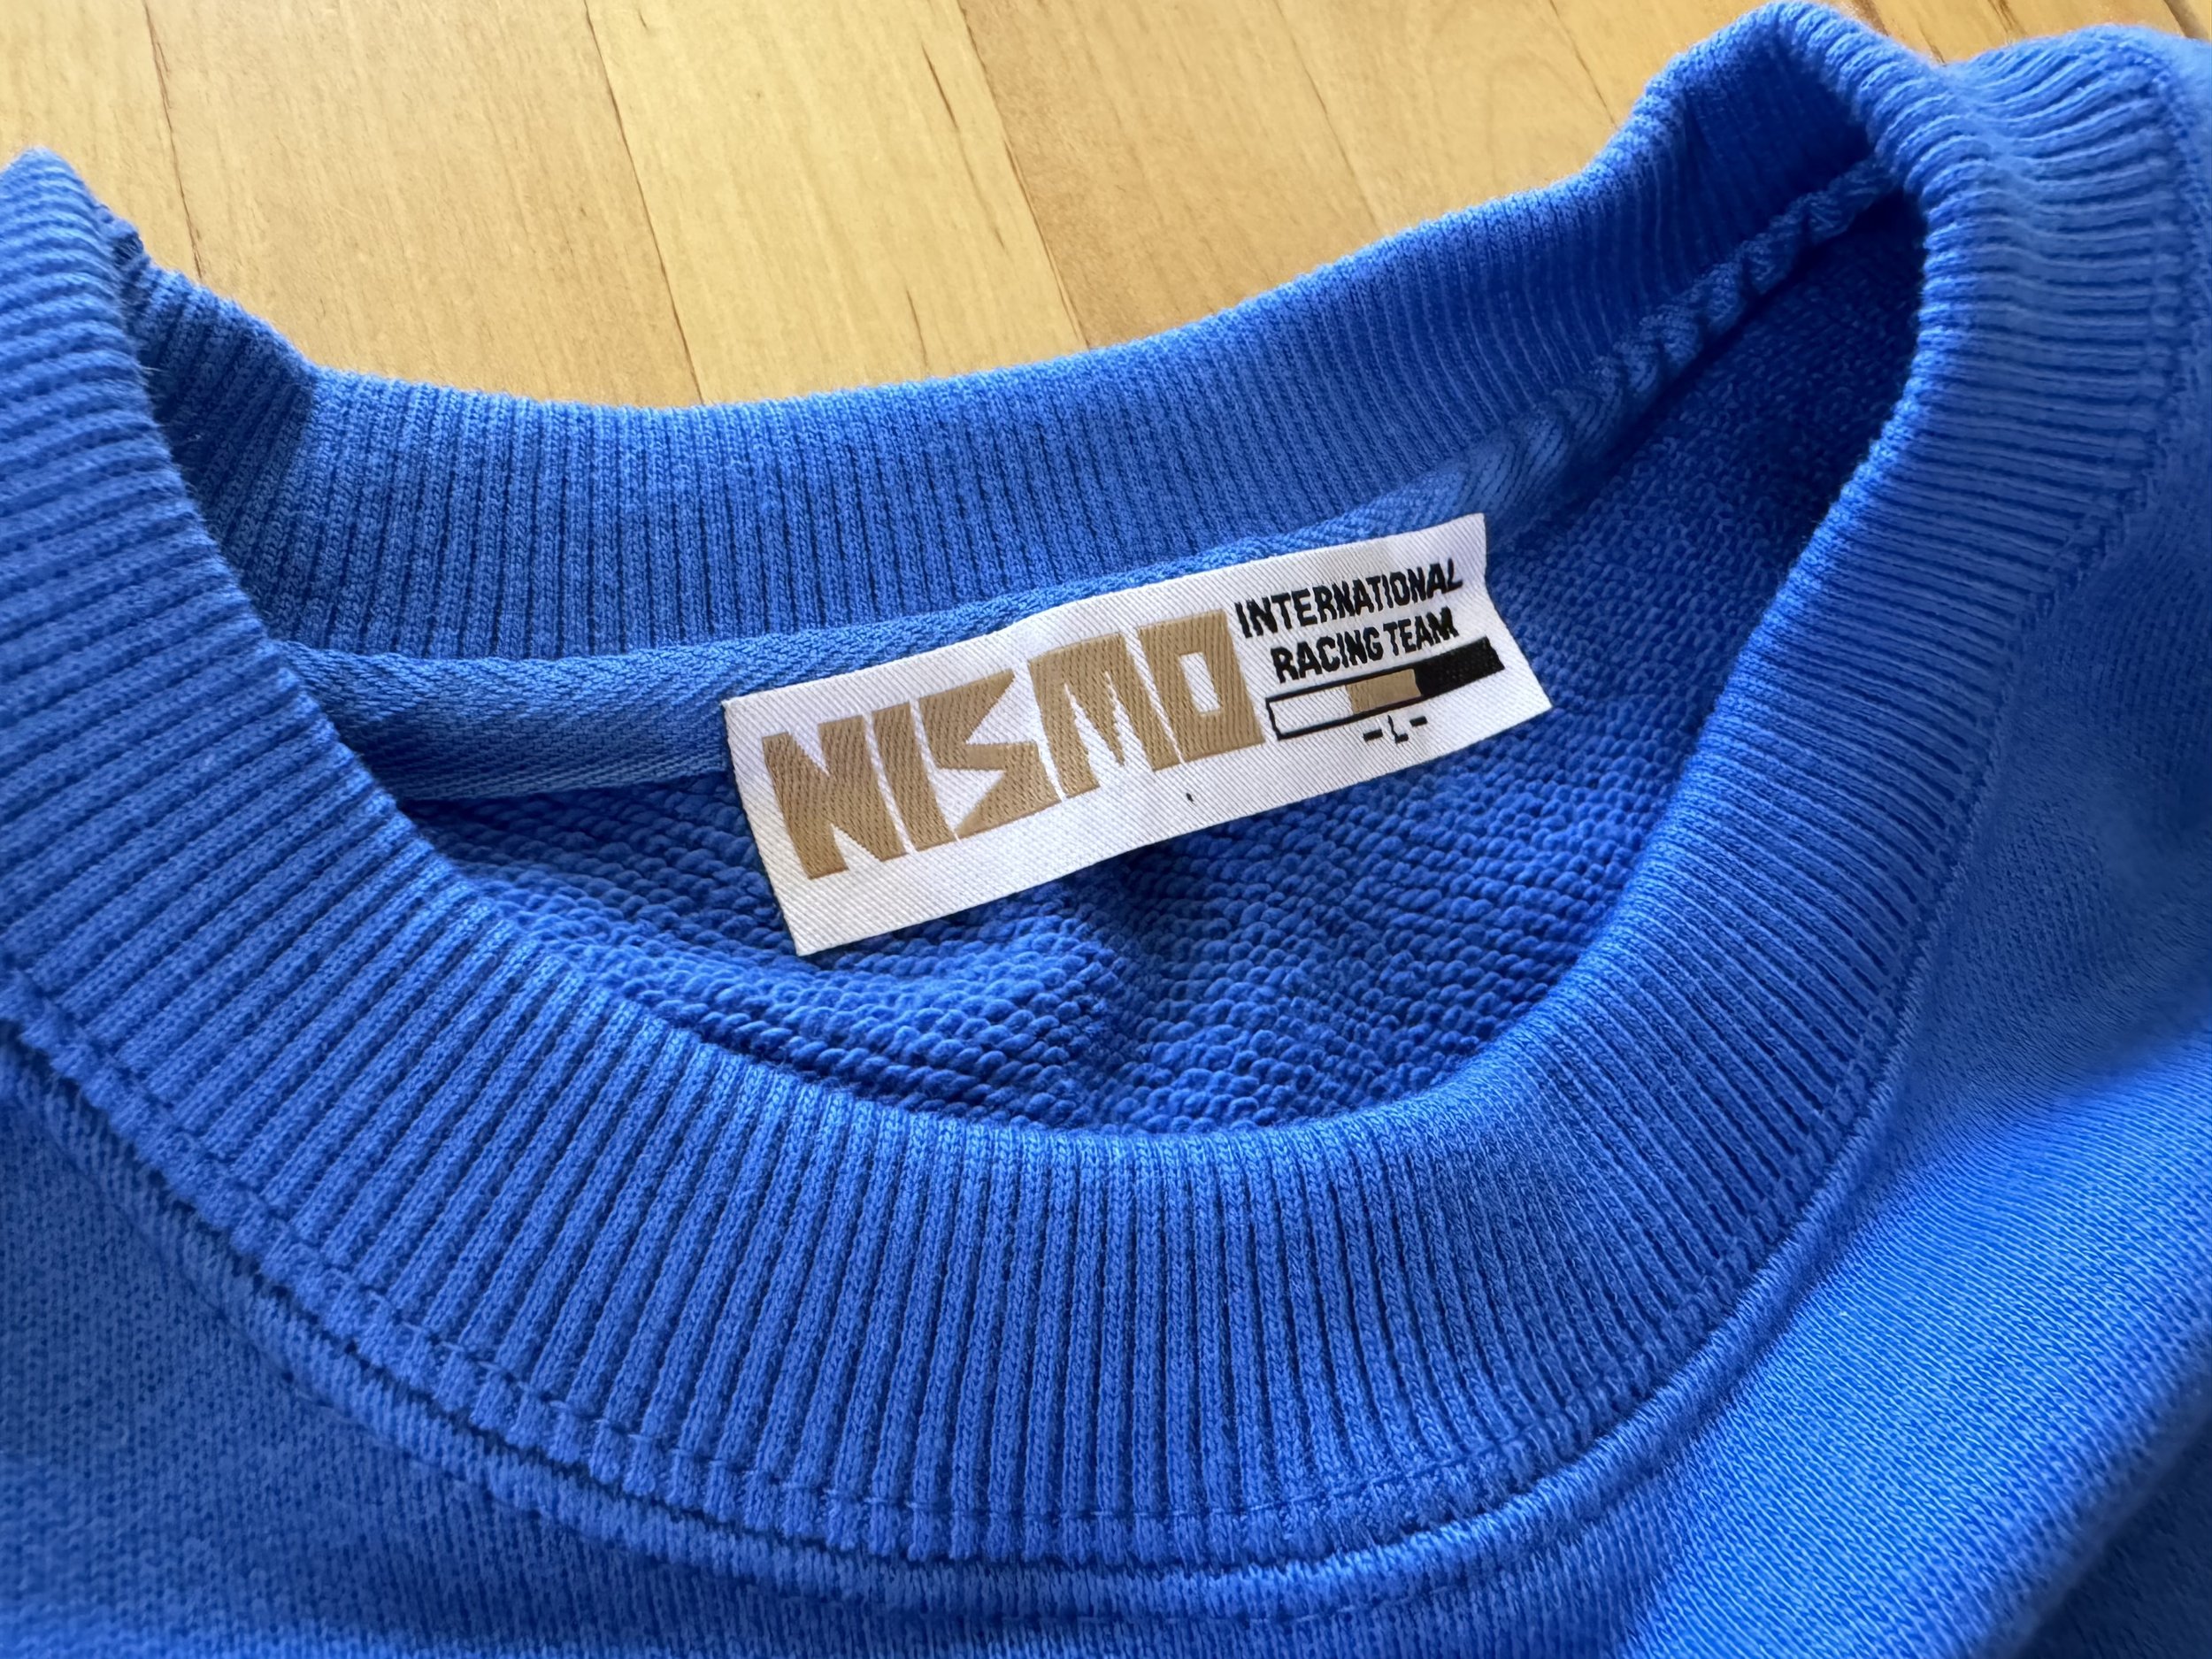 NISMO
INTERNATIONAL
RACING TEAM
-L-